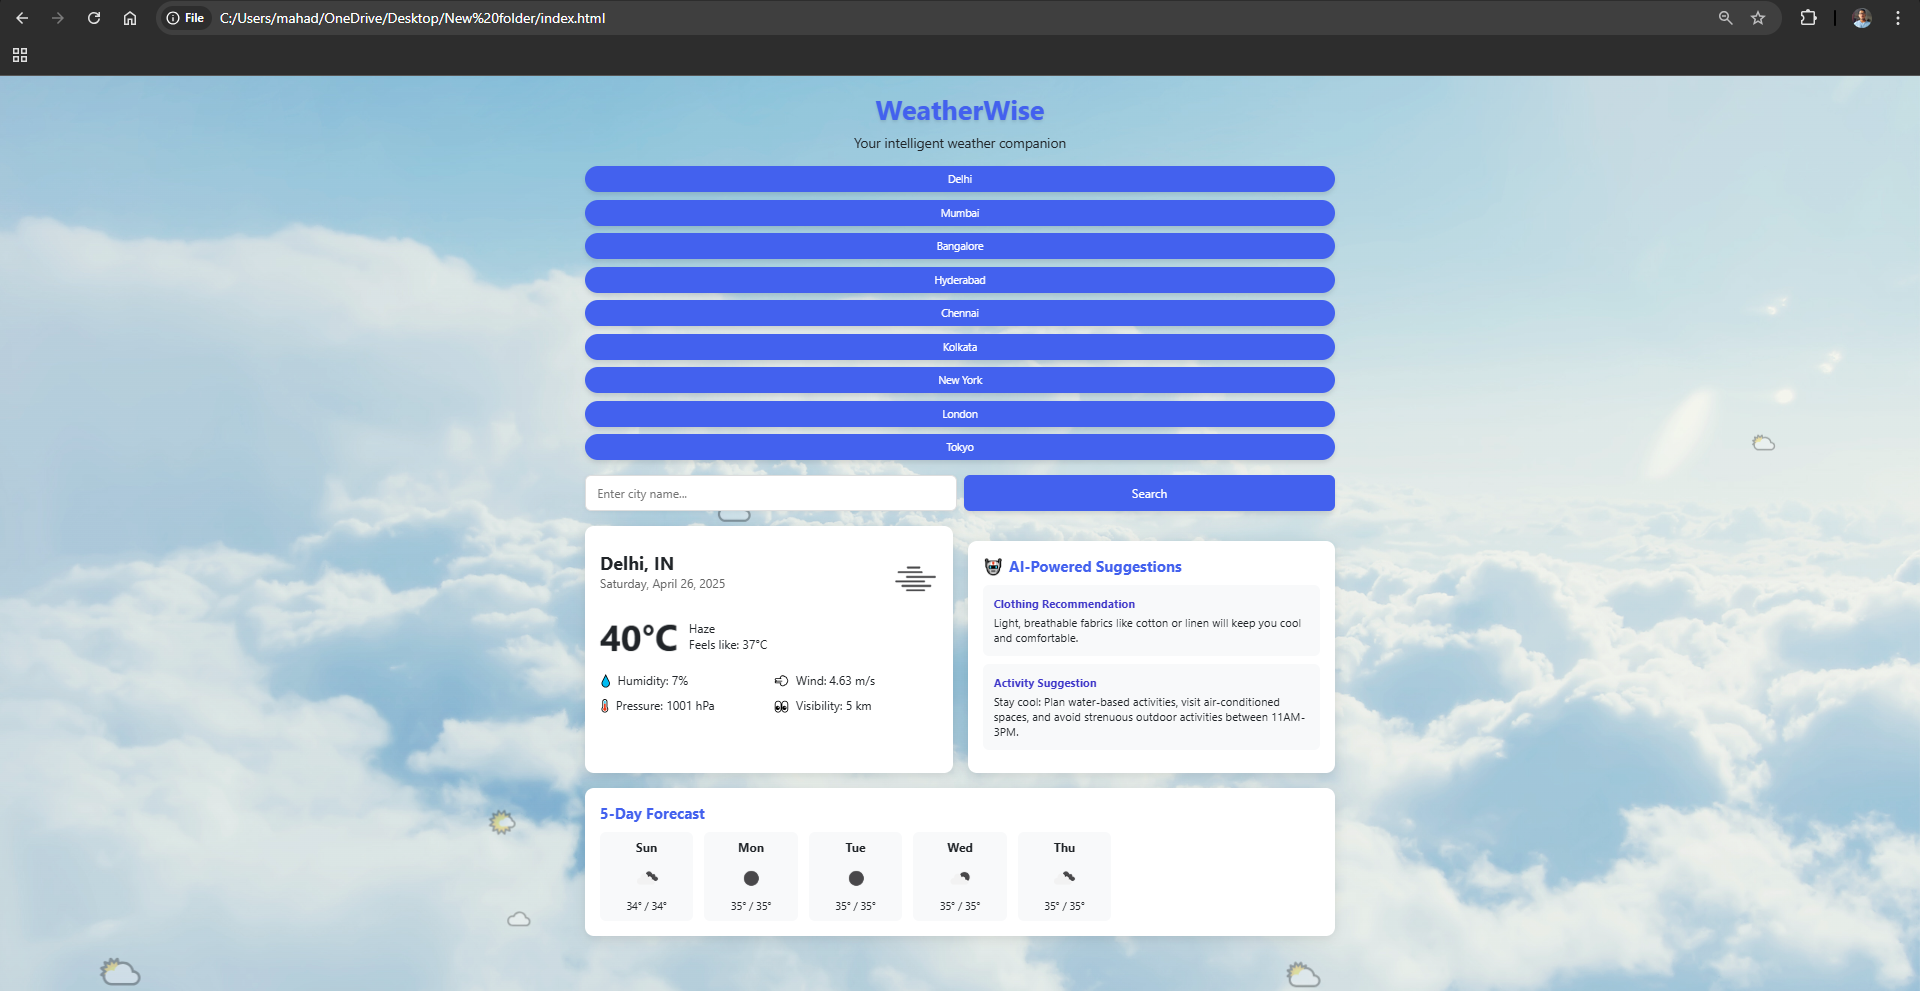 File C:/Users/mahad/OneDrive/Desktop/New%20folder/index.html
WeatherWise
Your intelligent weather companion
Delhi
Mumbai
Bangalore
Hyderabad
Chennai
Kolkata
New York
London
Tokyo
Enter city name...
Search
Delhi, IN
Saturday, April 26, 2025
40°C
Haze
Feels like: 37°C
Humidity: 7%
Wind: 4.63 m/s
Pressure: 1001 hPa
Visibility: 5 km
AI-Powered Suggestions
Clothing Recommendation
Light, breathable fabrics like cotton or linen will keep you cool
and comfortable.
Activity Suggestion
Stay cool: Plan water-based activities, visit air-conditioned
spaces, and avoid strenuous outdoor activities between 11AM-
3PM.
5-Day Forecast
Sun
34° / 34°
Mon
35° / 35°
Tue
35° / 35°
Wed
35° / 35°
Thu
35° / 35°